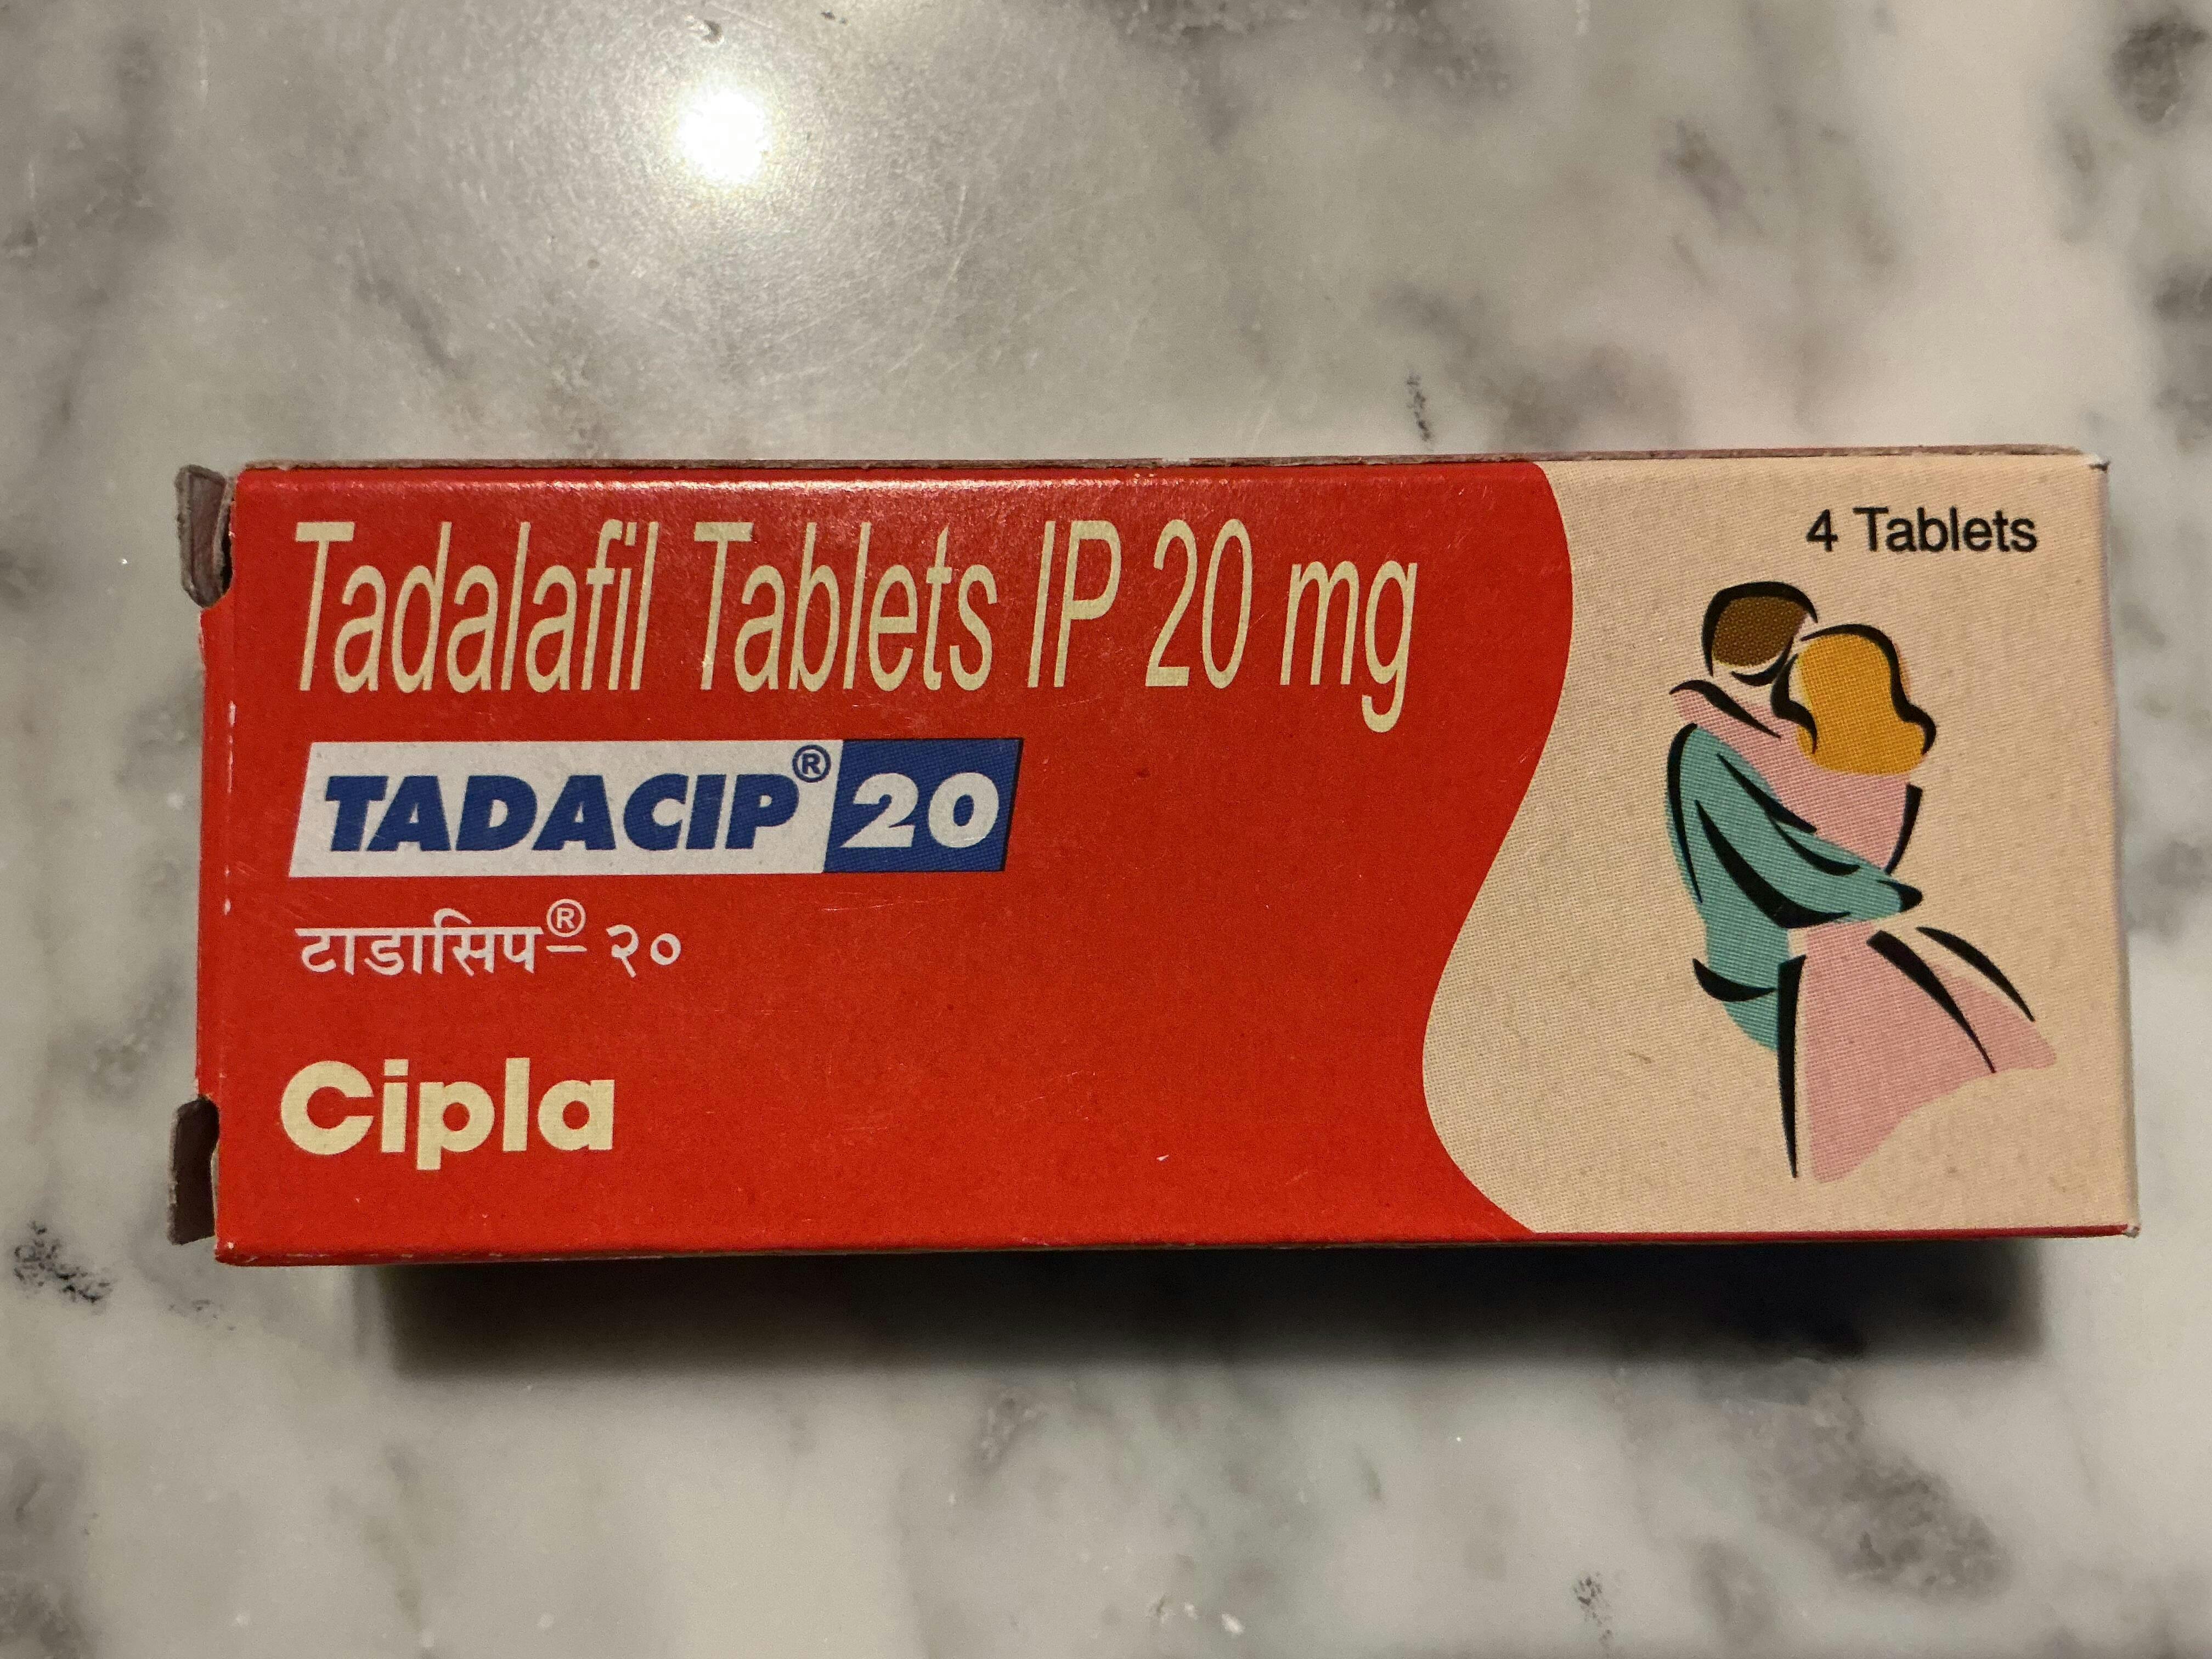 Tadalafil Tablets IP 20 mg
4 Tablets
TADACIP® 20
टाडासिप®– २०
Cipla